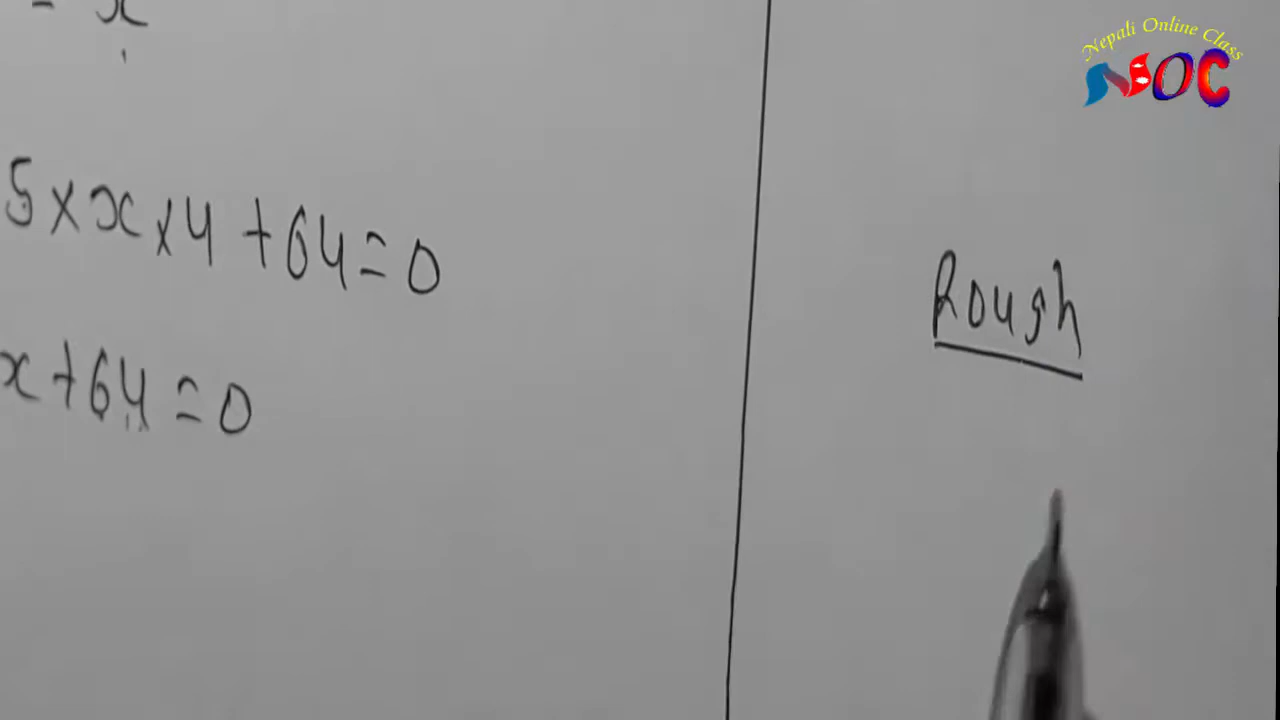 = x
Nepali Online Class
NOC
5×x×4+64=0
x+64=0
Rough